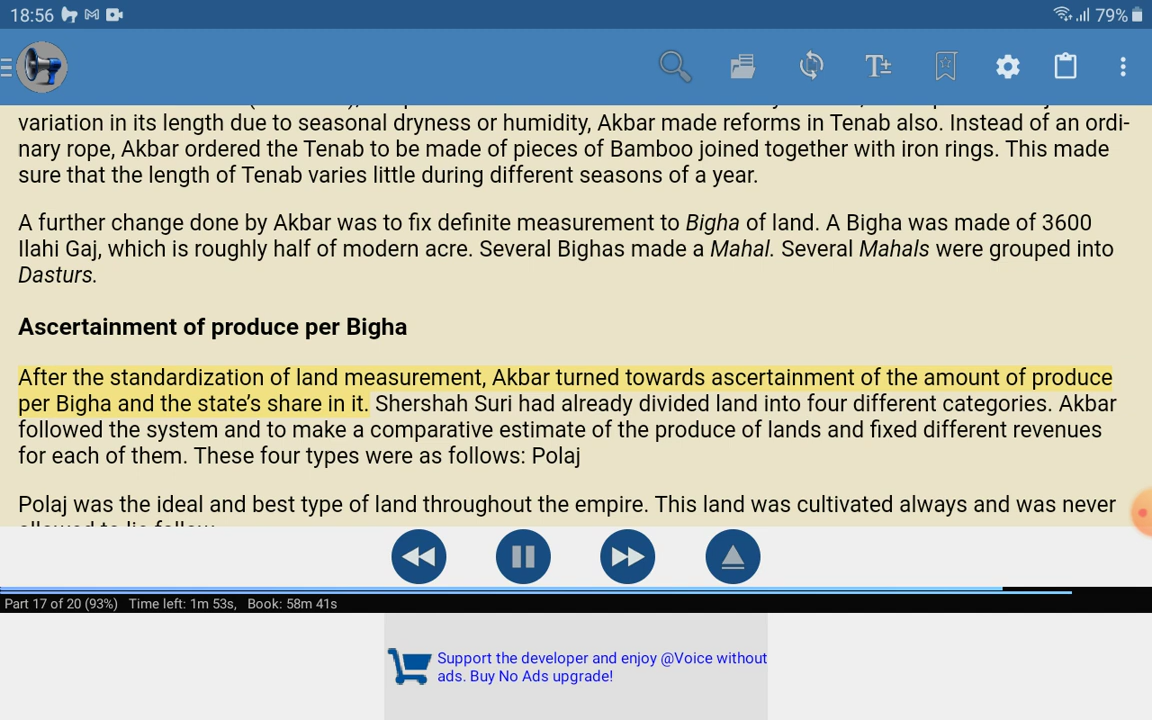 18:56
79%
variation in its length due to seasonal dryness or humidity, Akbar made reforms in Tenab also. Instead of an ordi-
nary rope, Akbar ordered the Tenab to be made of pieces of Bamboo joined together with iron rings. This made
sure that the length of Tenab varies little during different seasons of a year.
A further change done by Akbar was to fix definite measurement to Bigha of land. A Bigha was made of 3600
Ilahi Gaj, which is roughly half of modern acre. Several Bighas made a Mahal. Several Mahals were grouped into
Dasturs.
Ascertainment of produce per Bigha
After the standardization of land measurement, Akbar turned towards ascertainment of the amount of produce
per Bigha and the state’s share in it. Shershah Suri had already divided land into four different categories. Akbar
followed the system and to make a comparative estimate of the produce of lands and fixed different revenues
for each of them. These four types were as follows: Polaj
Polaj was the ideal and best type of land throughout the empire. This land was cultivated always and was never
Part 17 of 20 (93%) Time left: 1m 53s, Book: 58m 41s
Support the developer and enjoy @Voice without
ads. Buy No Ads upgrade!